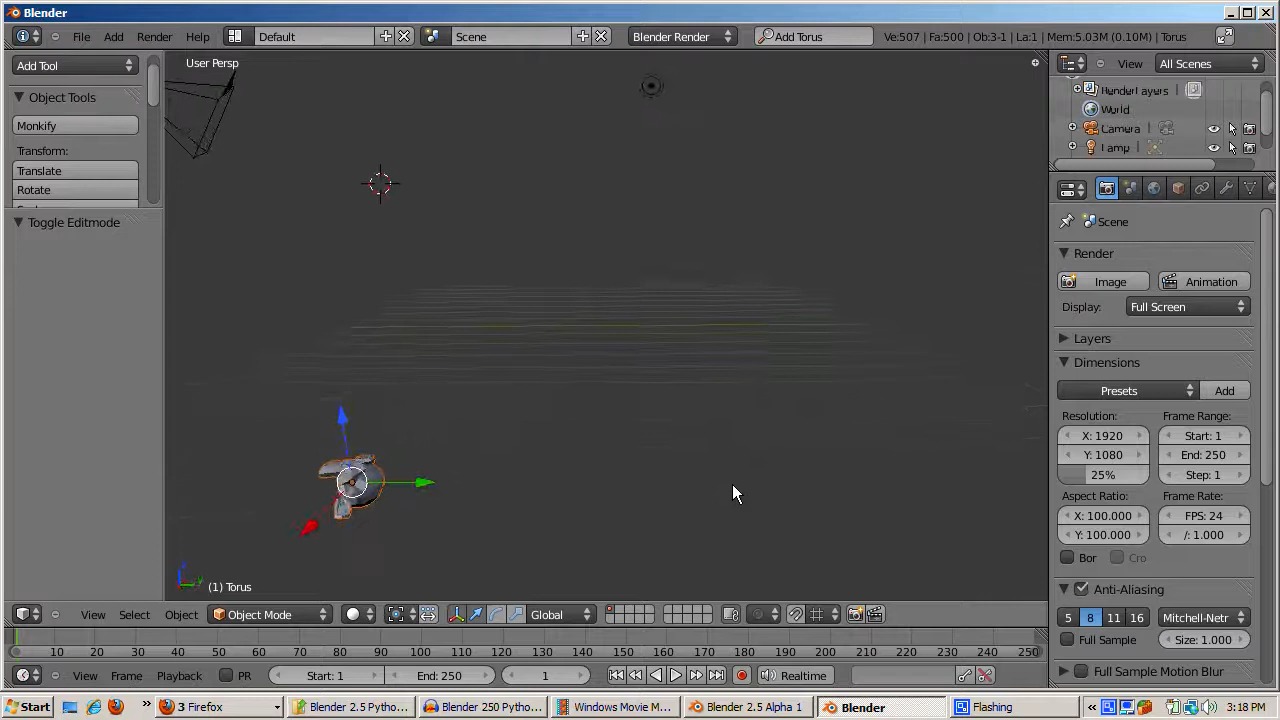 Blender
File Add Render Help Default Scene Blender Render Add Torus Ve:507 | Fa:500 | Ob:3-1 | La:1 | Mem:5.03M (0.10M) | Torus
Add Tool
User Persp
View All Scenes
Object Tools
RenderLayers
World
Monkify
Camera
Lamp
Transform:
Translate
Rotate
Toggle Editmode
Scene
Render
Image Animation
Display: Full Screen
Layers
Dimensions
Presets Add
Resolution: Frame Range:
X: 1920 Start: 1
Y: 1080 End: 250
25% Step: 1
Aspect Ratio: Frame Rate:
X: 100.000 FPS: 24
Y: 100.000 /: 1.000
Bor Cro
Anti-Aliasing
5 8 11 16 Mitchell-Netr
Full Sample Size: 1.000
Full Sample Motion Blur
(1) Torus
View Select Object Object Mode Global
10 20 30 40 50 60 70 80 90 100 110 120 130 140 150 160 170 180 190 200 210 220 230 240 250
View Frame Playback PR Start: 1 End: 250 1 Realtime
Start 3 Firefox Blender 2.5 Pytho... Blender 250 Python... Windows Movie M... Blender 2.5 Alpha 1 Blender Flashing 3:18 PM